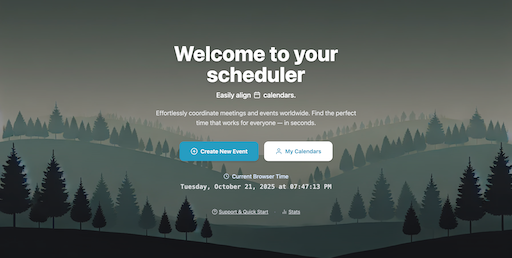 Welcome to your
scheduler
Easily align calendars.
Effortlessly coordinate meetings and events worldwide. Find the perfect
time that works for everyone — in seconds.
Create New Event
My Calendars
Current Browser Time
Tuesday, October 21, 2025 at 07:47:13 PM
Support & Quick Start · Stats